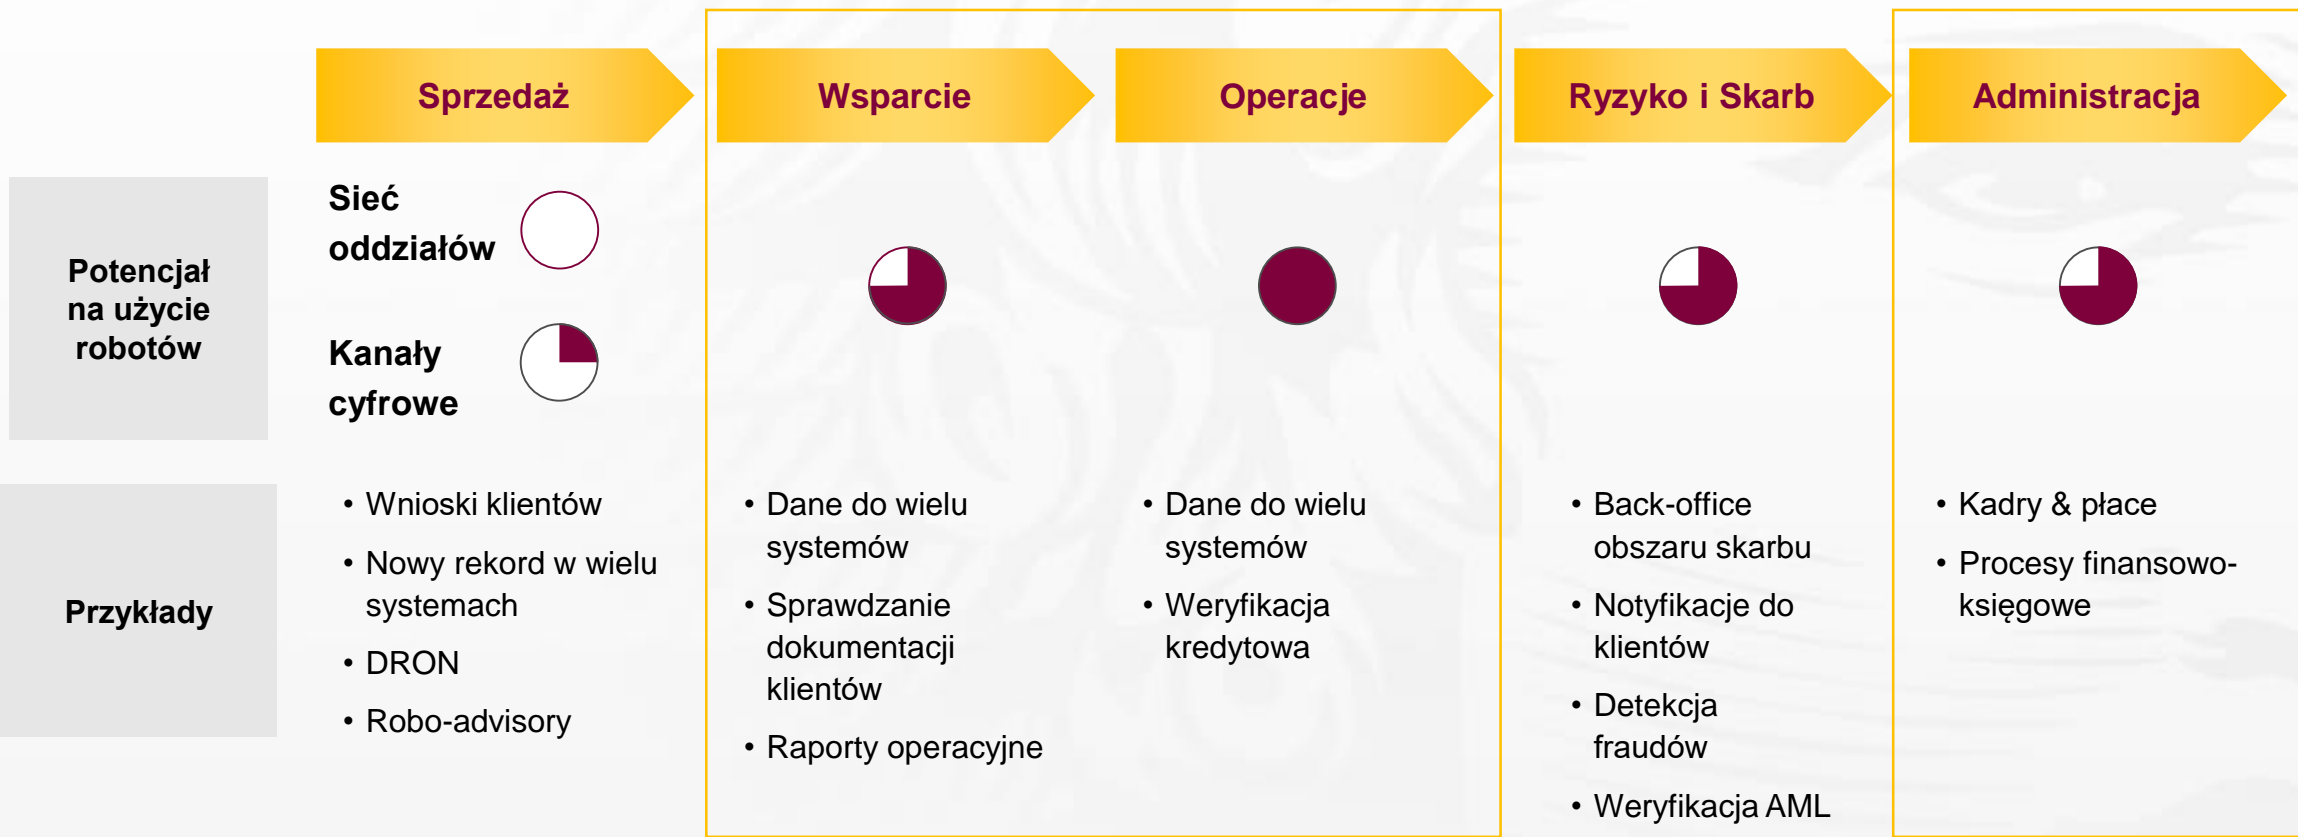 Sprzedaż
Wsparcie
Operacje
Ryzyko i Skarb
Administracja
Potencjał
na użycie
robotów
Sieć
oddziałów
Kanały
cyfrowe
Przykłady
• Wnioski klientów
• Nowy rekord w wielu
systemach
• DRON
• Robo-advisory
• Dane do wielu
systemów
• Sprawdzanie
dokumentacji
klientów
• Raporty operacyjne
• Dane do wielu
systemów
• Weryfikacja
kredytowa
• Back-office
obszaru skarbu
• Notyfikacje do
klientów
• Detekcja
fraudów
• Weryfikacja AML
• Kadry & płace
• Procesy finansowo-
księgowe